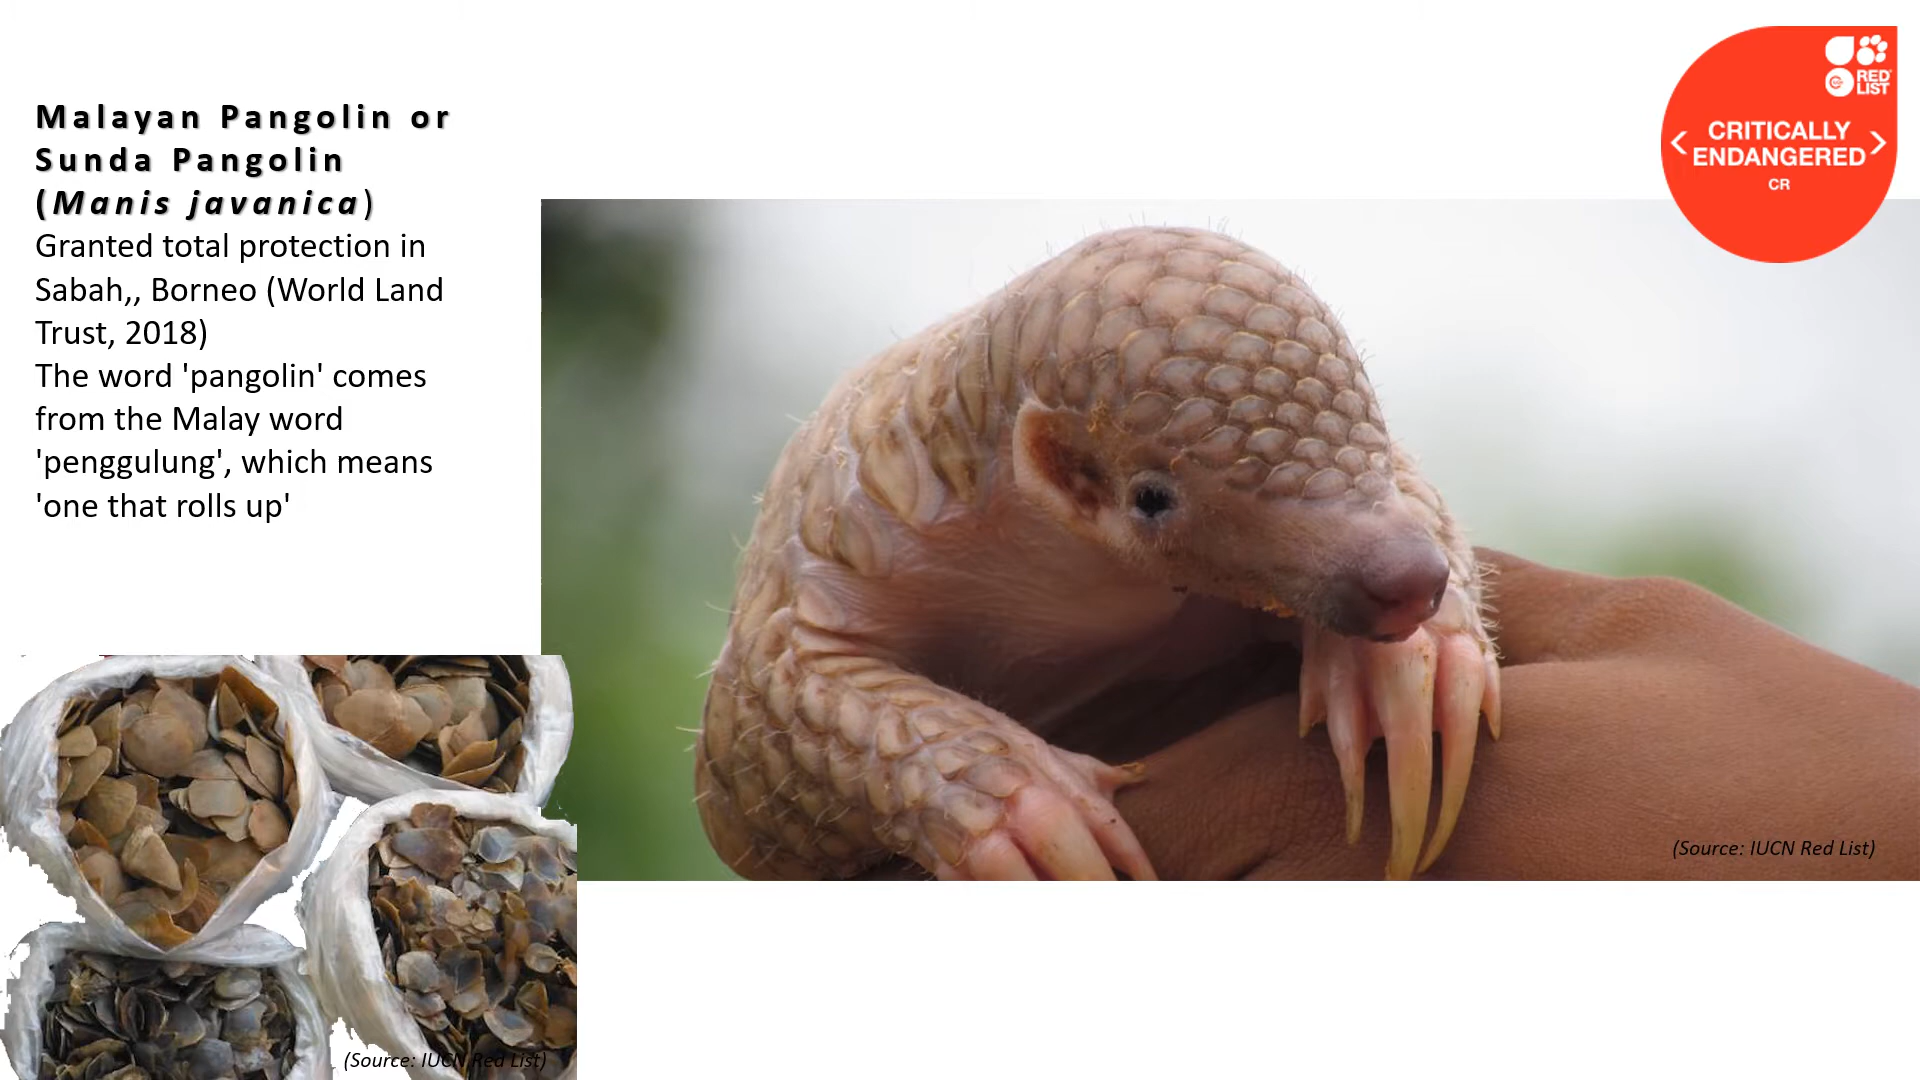 Malayan Pangolin or
Sunda Pangolin
(Manis javanica)
Granted total protection in
Sabah,, Borneo (World Land
Trust, 2018)
The word 'pangolin' comes
from the Malay word
'penggulung', which means
'one that rolls up'
RED
LIST
CRITICALLY
< ENDANGERED >
CR
(Source: IUCN Red List)
(Source: IUCN Red List)